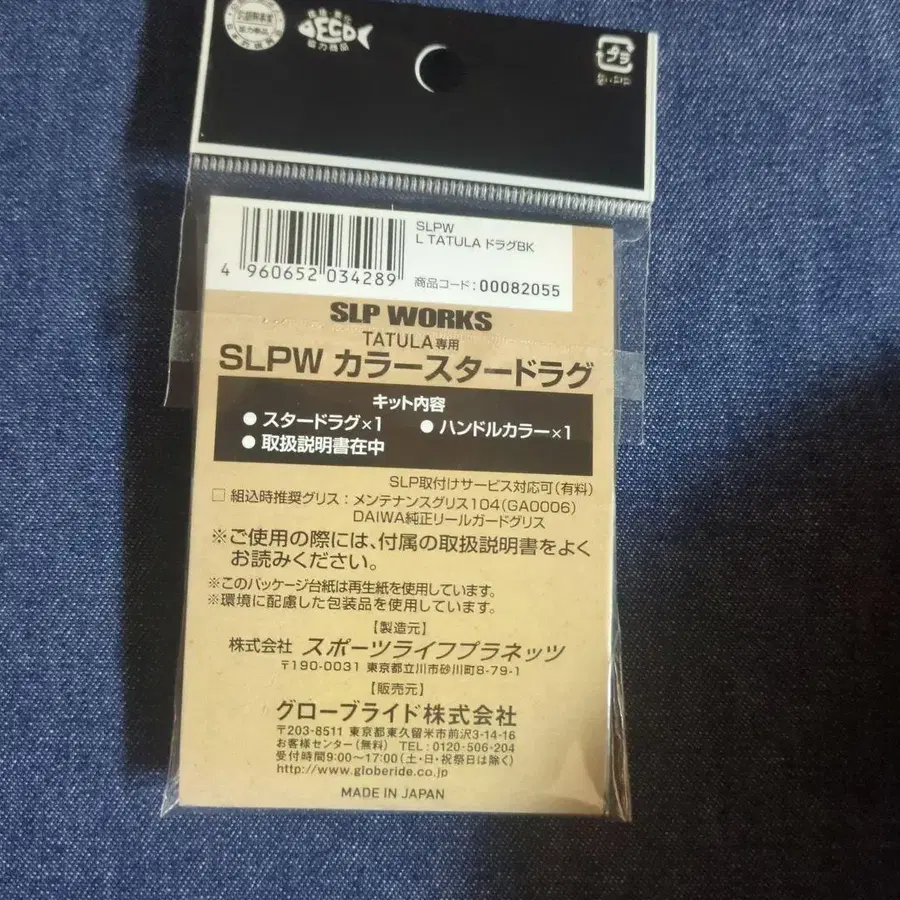 ECO
協力商品
プラ
SLPW
L TATULA ドラグBK
4 960652 034289
商品コード：00082055
SLP WORKS
TATULA専用
SLPW カラースタードラグ
キット内容
● スタードラグ×1 ● ハンドルカラー×1
● 取扱説明書在中
SLP取付けサービス対応可（有料）
□ 組込時推奨グリス：メンテナンスグリス104（GA0006）
DAIWA純正リールガードグリス
※ご使用の際には、付属の取扱説明書をよく
お読みください。
※このパッケージ台紙は再生紙を使用しています。
※環境に配慮した包装品を使用しています。
【製造元】
株式会社 スポーツライフプラネッツ
〒190-0031 東京都立川市砂川町8-79-1
【販売元】
グローブライド株式会社
〒203-8511 東京都東久留米市前沢3-14-16
お客様センター（無料） TEL：0120-506-204
受付時間9:00〜17:00（土・日・祝祭日は除く）
http://www.globeride.co.jp
MADE IN JAPAN